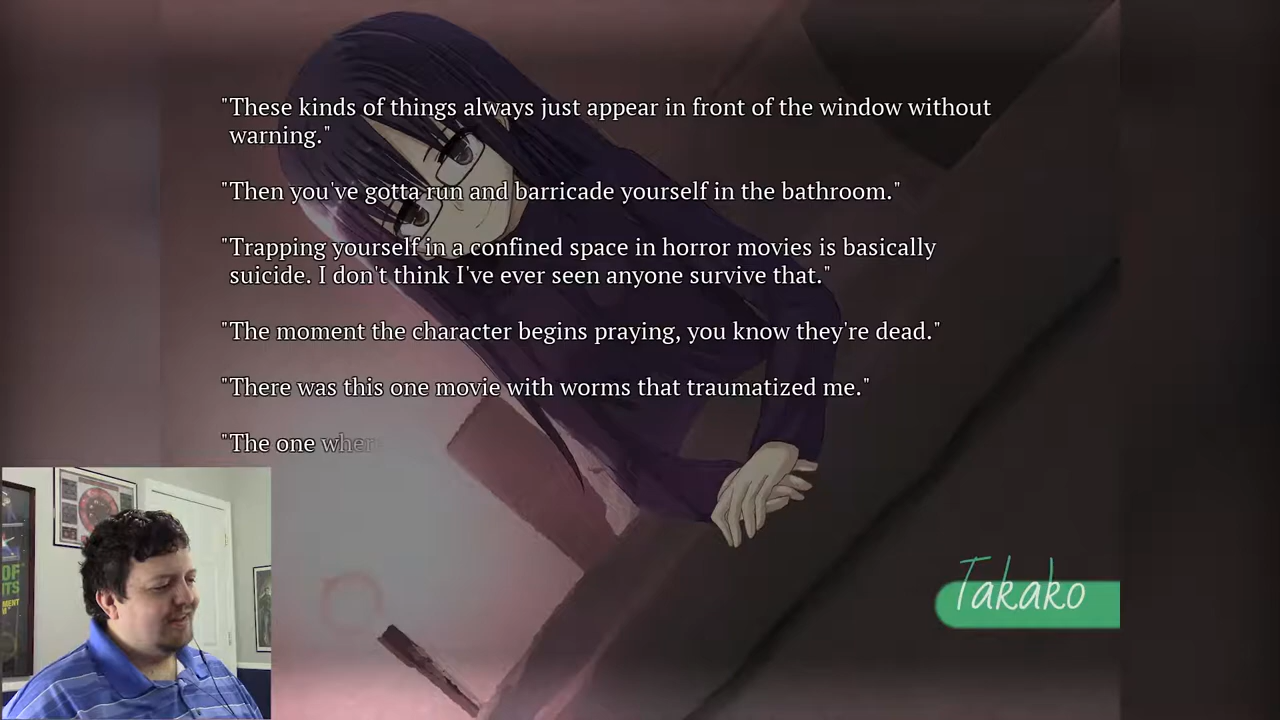 "These kinds of things always just appear in front of the window without
warning."
"Then you've gotta run and barricade yourself in the bathroom."
"Trapping yourself in a confined space in horror movies is basically
suicide. I don't think I've ever seen anyone survive that."
"The moment the character begins praying, you know they're dead."
"There was this one movie with worms that traumatized me."
"The one wher
Takako